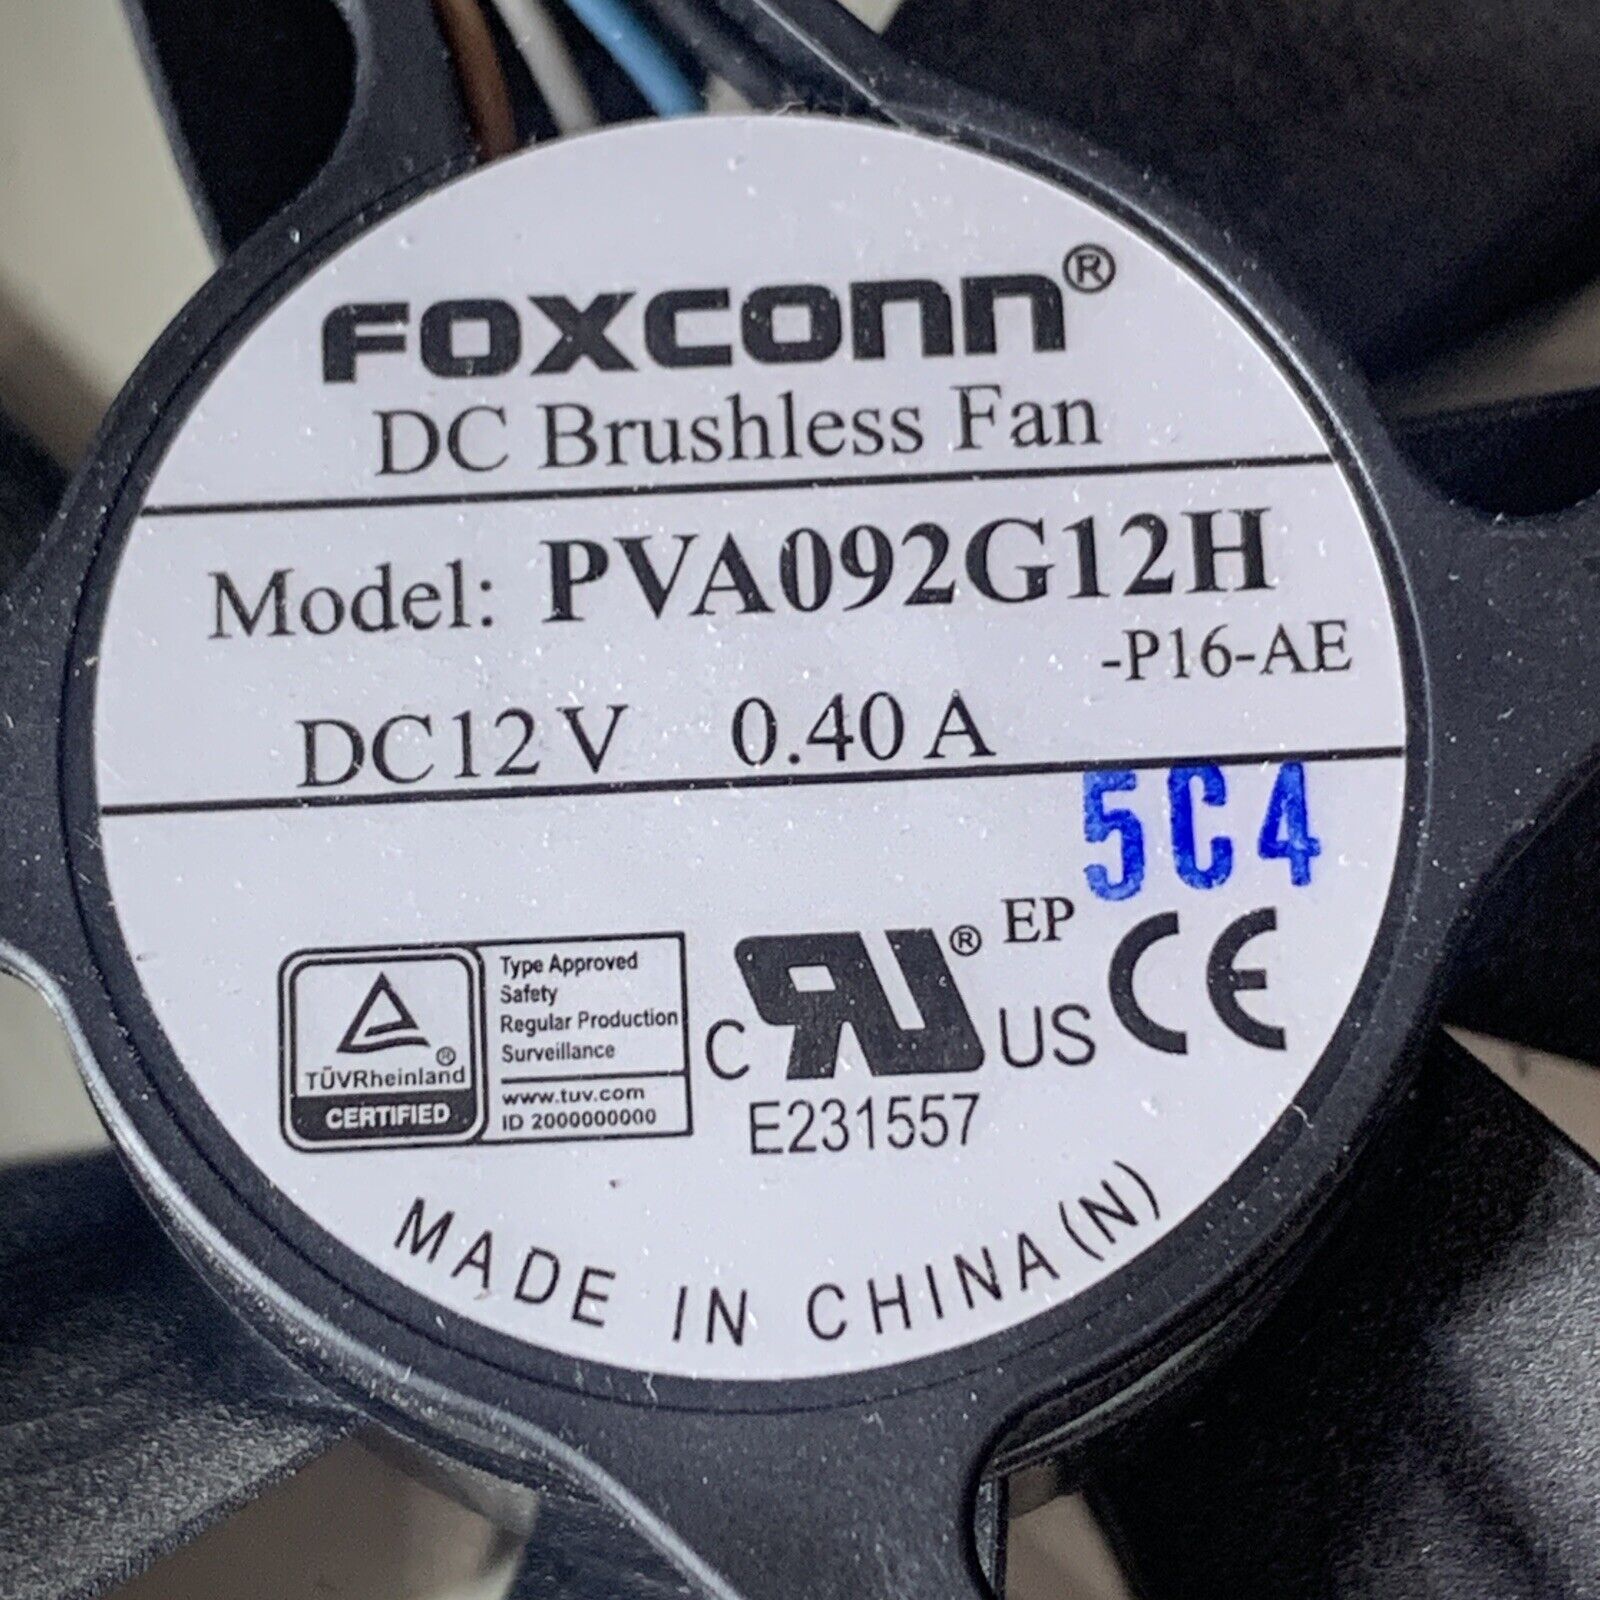 FOXCONN®
DC Brushless Fan
Model: PVA092G12H
-P16-AE
DC12V 0.40A
5C4
TÜVRheinland®
CERTIFIED
Type Approved
Safety
Regular Production
Surveillance
www.tuv.com
ID 2000000000
C RU® US
EP
CE
E231557
MADE IN CHINA(N)